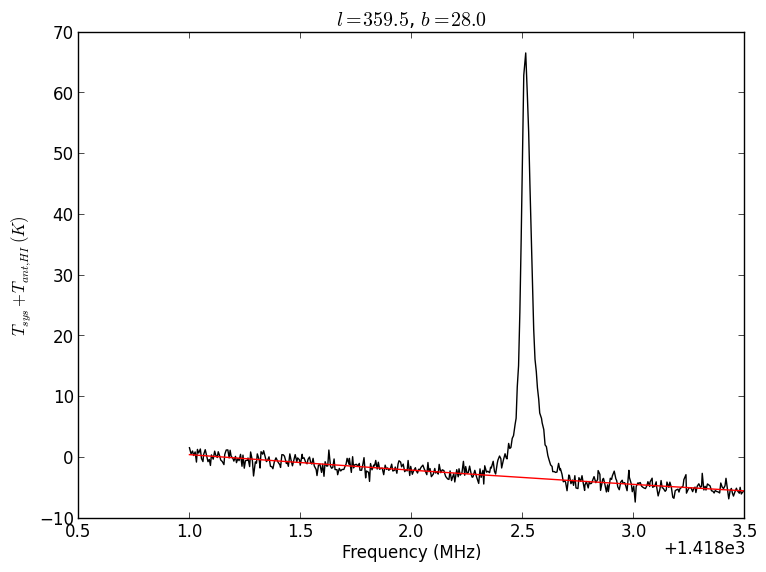 l = 359.5, b = 28.0
70
60
50
40
30
20
10
0
−10
T_sys + T_ant,HI (K)
0.5 1.0 1.5 2.0 2.5 3.0 3.5
Frequency (MHz)
+1.418e3